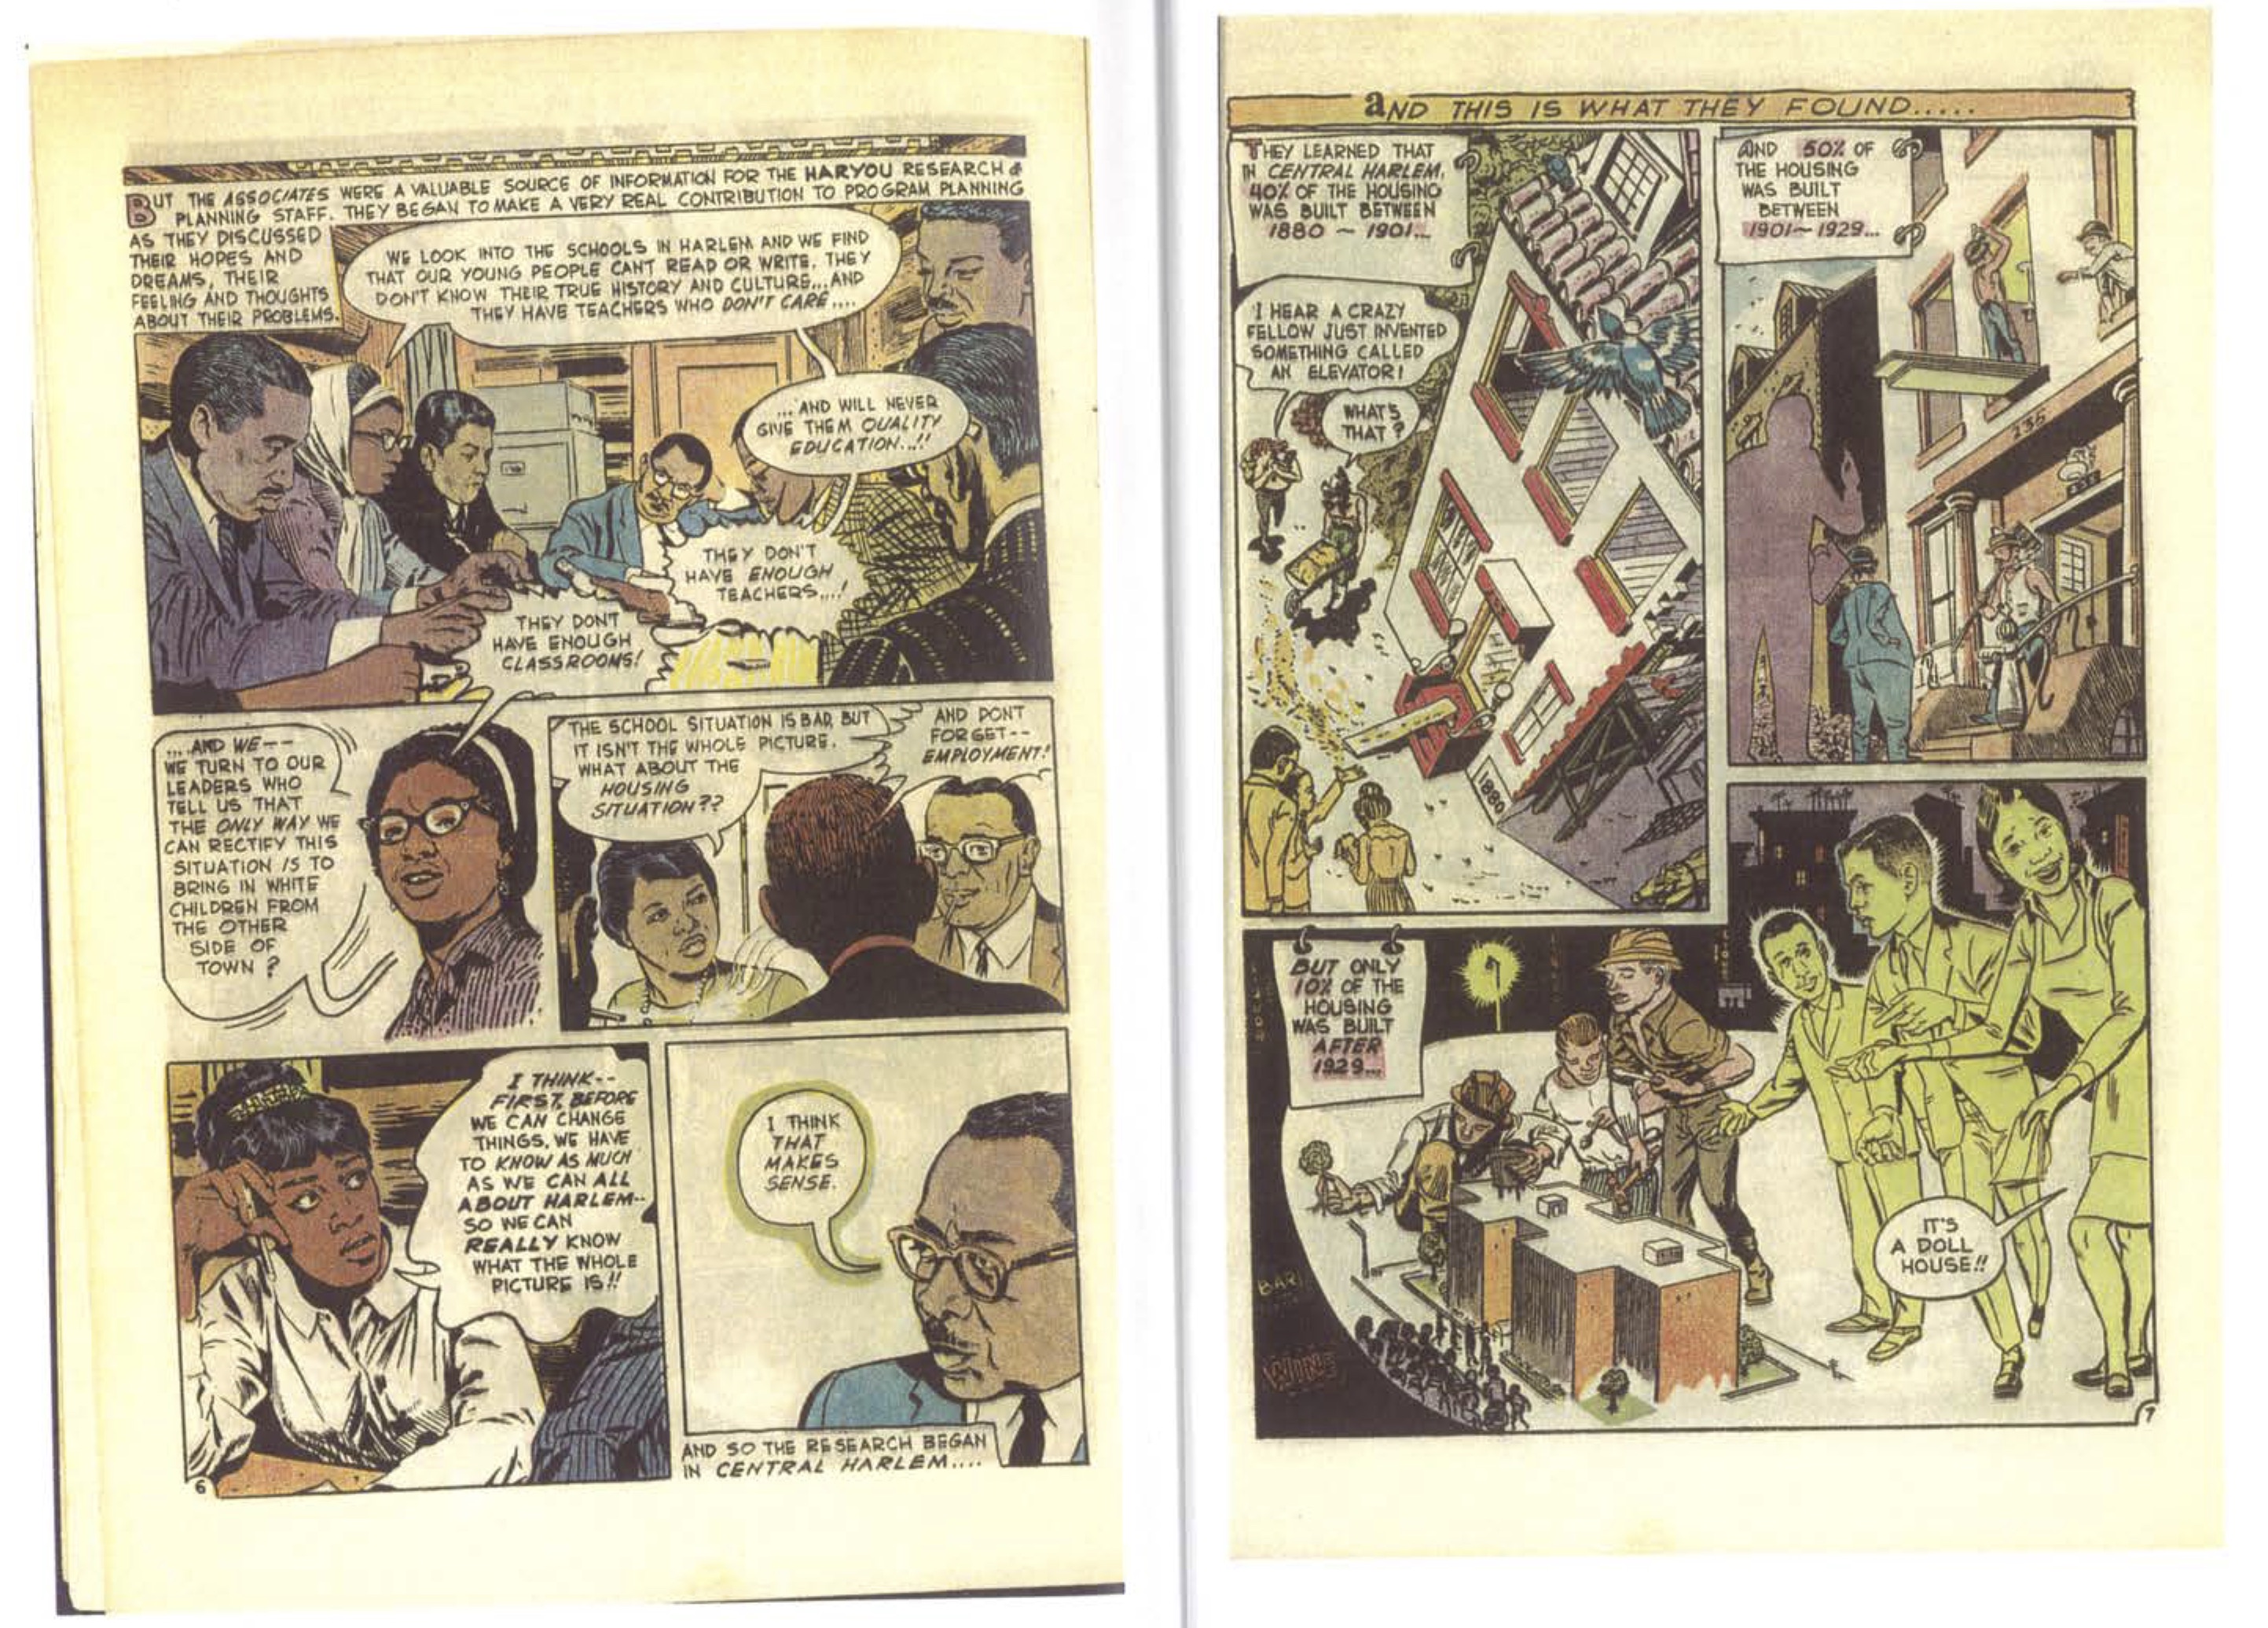 BUT THE ASSOCIATES WERE A VALUABLE SOURCE OF INFORMATION FOR THE HARYOU RESEARCH &
PLANNING STAFF. THEY BEGAN TO MAKE A VERY REAL CONTRIBUTION TO PROGRAM PLANNING
AS THEY DISCUSSED
THEIR HOPES AND
DREAMS, THEIR
FEELING AND THOUGHTS
ABOUT THEIR PROBLEMS.
WE LOOK INTO THE SCHOOLS IN HARLEM AND WE FIND
THAT OUR YOUNG PEOPLE CANT READ OR WRITE. THEY
DON'T KNOW THEIR TRUE HISTORY AND CULTURE...AND
THEY HAVE TEACHERS WHO DON'T CARE....
...AND WILL NEVER
GIVE THEM QUALITY
EDUCATION...!!
THEY DON'T
HAVE ENOUGH
TEACHERS....!
THEY DON'T
HAVE ENOUGH
CLASSROOMS!
....AND WE--
WE TURN TO OUR
LEADERS WHO
TELL US THAT
THE ONLY WAY WE
CAN RECTIFY THIS
SITUATION IS TO
BRING IN WHITE
CHILDREN FROM
THE OTHER
SIDE OF
TOWN?
THE SCHOOL SITUATION IS BAD, BUT
IT ISN'T THE WHOLE PICTURE.
WHAT ABOUT THE
HOUSING
SITUATION??
AND DON'T
FORGET--
EMPLOYMENT!
I THINK--
FIRST, BEFORE
WE CAN CHANGE
THINGS, WE HAVE
TO KNOW AS MUCH
AS WE CAN ALL
ABOUT HARLEM--
SO WE CAN
REALLY KNOW
WHAT THE WHOLE
PICTURE IS!!
I THINK
THAT
MAKES
SENSE.
AND SO THE RESEARCH BEGAN
IN CENTRAL HARLEM....
6
AND THIS IS WHAT THEY FOUND.....
THEY LEARNED THAT
IN CENTRAL HARLEM,
40% OF THE HOUSING
WAS BUILT BETWEEN
1880 ~ 1901...
I HEAR A CRAZY
FELLOW JUST INVENTED
SOMETHING CALLED
AN ELEVATOR!
WHAT'S
THAT?
1880
AND 50% OF
THE HOUSING
WAS BUILT
BETWEEN
1901~1929...
235
BUT ONLY
10% OF THE
HOUSING
WAS BUILT
AFTER
1929...
BAR
WINE
IT'S
A DOLL
HOUSE!!
7